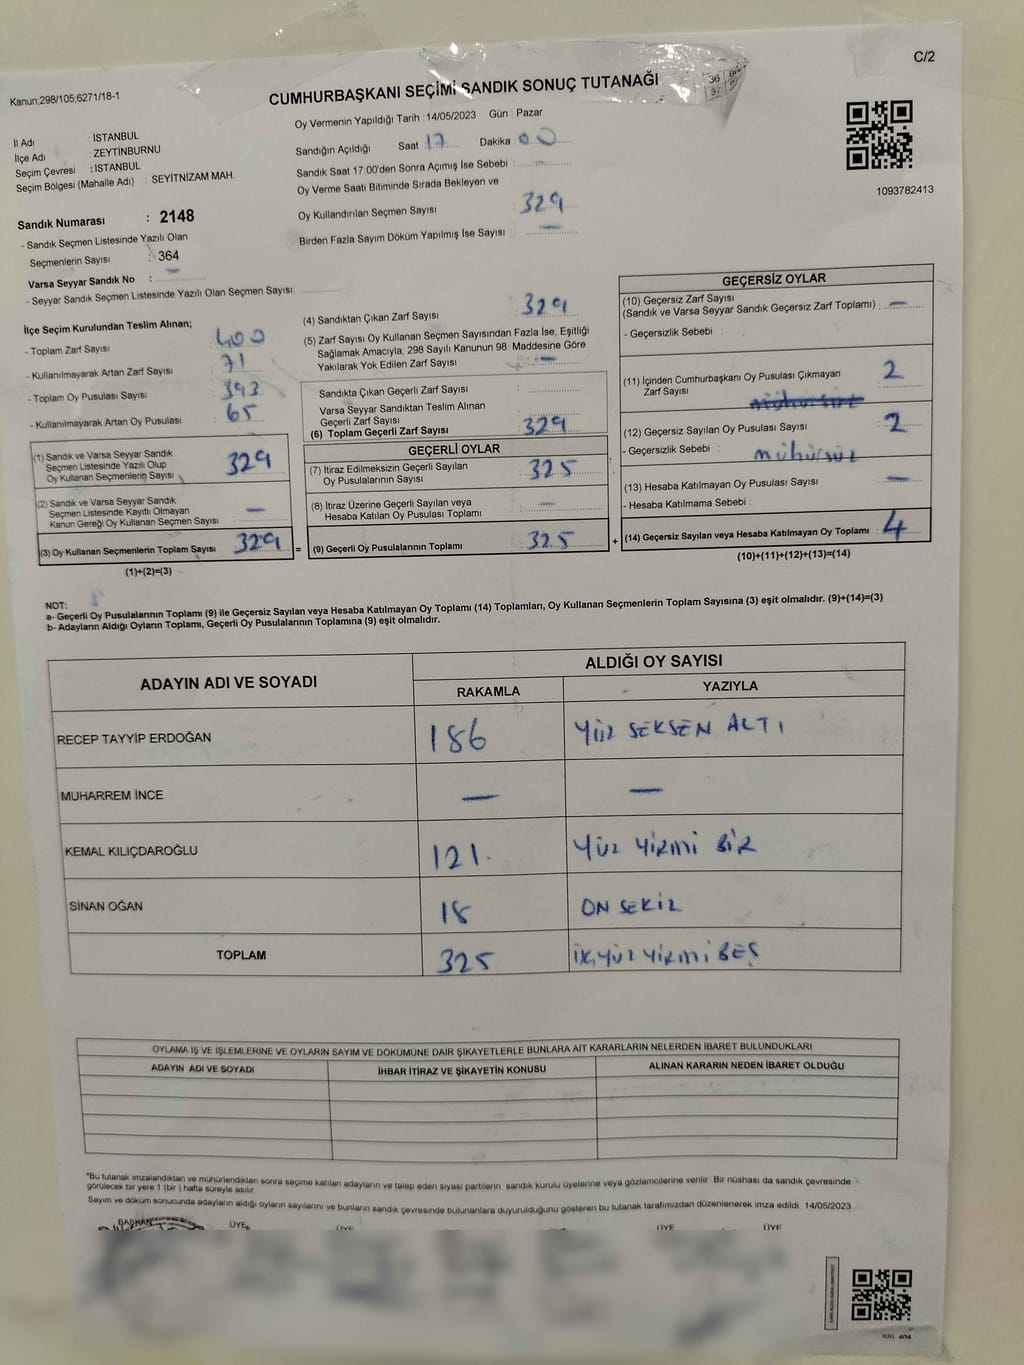 C/2
Kanun;298/105;6271/18-1
CUMHURBAŞKANI SEÇİMİ SANDIK SONUÇ TUTANAĞI
Oy Vermenin Yapıldığı Tarih : 14/05/2023 Gün : Pazar
İl Adı : İSTANBUL
İlçe Adı : ZEYTİNBURNU
Seçim Çevresi : İSTANBUL
Seçim Bölgesi (Mahalle Adı) : SEYİTNİZAM MAH.
Sandığın Açıldığı Saat 17 Dakika 00
Sandık Saat 17:00'den Sonra Açımış İse Sebebi :
Oy Verme Saati Bitiminde Sırada Bekleyen ve
Oy Kullandırılan Seçmen Sayısı : 329
Birden Fazla Sayım Döküm Yapılmış İse Sayısı : —
1093782413
Sandık Numarası : 2148
- Sandık Seçmen Listesinde Yazılı Olan
Seçmenlerin Sayısı : 364
Varsa Seyyar Sandık No : —
- Seyyar Sandık Seçmen Listesinde Yazılı Olan Seçmen Sayısı:
İlçe Seçim Kurulundan Teslim Alınan;
- Toplam Zarf Sayısı : 400
- Kullanılmayarak Artan Zarf Sayısı : 71
- Toplam Oy Pusulası Sayısı : 393
- Kullanılmayarak Artan Oy Pusulası : 65
(1) Sandık ve Varsa Seyyar Sandık
Seçmen Listesinde Yazılı Olup
Oy Kullanan Seçmenlerin Sayısı 329
(2) Sandık ve Varsa Seyyar Sandık
Seçmen Listesinde Kayıtlı Olmayan
Kanun Gereği Oy Kullanan Seçmen Sayısı —
(3) Oy Kullanan Seçmenlerin Toplam Sayısı 329
(1)+(2)=(3)
(4) Sandıktan Çıkan Zarf Sayısı : 329
(5) Zarf Sayısı Oy Kullanan Seçmen Sayısından Fazla İse, Eşitliği
Sağlamak Amacıyla; 298 Sayılı Kanunun 98. Maddesine Göre
Yakılarak Yok Edilen Zarf Sayısı : —
Sandıkta Çıkan Geçerli Zarf Sayısı :
Varsa Seyyar Sandıktan Teslim Alınan
Geçerli Zarf Sayısı :
(6) Toplam Geçerli Zarf Sayısı : 329
GEÇERLİ OYLAR
(7) İtiraz Edilmeksizin Geçerli Sayılan
Oy Pusulalarının Sayısı : 325
(8) İtiraz Üzerine Geçerli Sayılan veya
Hesaba Katılan Oy Pusulası Toplamı : —
= (9) Geçerli Oy Pusulalarının Toplamı : 325
GEÇERSİZ OYLAR
(10) Geçersiz Zarf Sayısı
(Sandık ve Varsa Seyyar Sandık Geçersiz Zarf Toplamı) : —
- Geçersizlik Sebebi :
(11) İçinden Cumhurbaşkanı Oy Pusulası Çıkmayan
Zarf Sayısı : 2
mühürsüz
(12) Geçersiz Sayılan Oy Pusulası Sayısı : 2
- Geçersizlik Sebebi : mühürsüz
(13) Hesaba Katılmayan Oy Pusulası Sayısı : —
- Hesaba Katılmama Sebebi :
+ (14) Geçersiz Sayılan veya Hesaba Katılmayan Oy Toplamı : 4
(10)+(11)+(12)+(13)=(14)
NOT:
a- Geçerli Oy Pusulalarının Toplamı (9) ile Geçersiz Sayılan veya Hesaba Katılmayan Oy Toplamı (14) Toplamları, Oy Kullanan Seçmenlerin Toplam Sayısına (3) eşit olmalıdır. (9)+(14)=(3)
b- Adayların Aldığı Oyların Toplamı, Geçerli Oy Pusulalarının Toplamına (9) eşit olmalıdır.
ADAYIN ADI VE SOYADI ALDIĞI OY SAYISI
RAKAMLA YAZIYLA
RECEP TAYYİP ERDOĞAN 186 YÜZ SEKSEN ALTI
MUHARREM İNCE — —
KEMAL KILIÇDAROĞLU 121 YÜZ YİRMİ BİR
SİNAN OĞAN 18 ON SEKİZ
TOPLAM 325 YÜZ YİRMİ BEŞ
OYLAMA İŞ VE İŞLEMLERİNE VE OYLARIN SAYIM VE DÖKÜMÜNE DAİR ŞİKAYETLERLE BUNLARA AİT KARARLARIN NELERDEN İBARET BULUNDUKLARI
ADAYIN ADI VE SOYADI İHBAR İTİRAZ VE ŞİKAYETİN KONUSU ALINAN KARARIN NEDEN İBARET OLDUĞU
*Bu tutanak imzalandıktan ve mühürlendikten sonra seçime katılan adayların ve talep eden siyasi partilerin sandık kurulu üyelerine veya gözlemcilerine verilir. Bir nüshası da sandık çevresinde
görülecek bir yere 1 (bir ) hafta süreyle asılır.
Sayım ve döküm sonucunda adayların aldığı oyların sayılarını ve bunların sandık çevresinde bulunanlara duyurulduğunu gösteren bu tutanak tarafımızdan düzenlenerek imza edildi. 14/05/2023
BAŞKAN ÜYE ÜYE ÜYE ÜYE